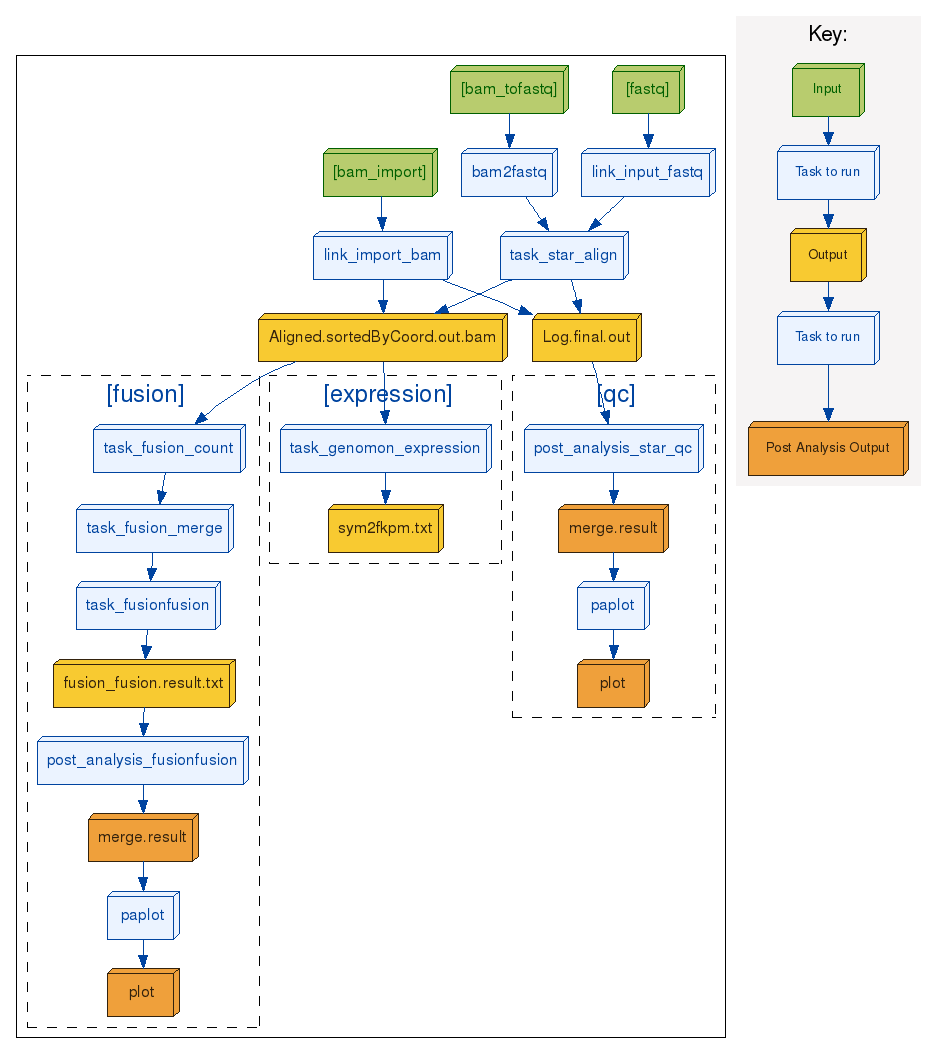 Key:
Input
Task to run
Output
Task to run
Post Analysis Output
[bam_tofastq]
[fastq]
[bam_import]
bam2fastq
link_input_fastq
link_import_bam
task_star_align
Aligned.sortedByCoord.out.bam
Log.final.out
[fusion]
task_fusion_count
task_fusion_merge
task_fusionfusion
fusion_fusion.result.txt
post_analysis_fusionfusion
merge.result
paplot
plot
[expression]
task_genomon_expression
sym2fkpm.txt
[qc]
post_analysis_star_qc
merge.result
paplot
plot